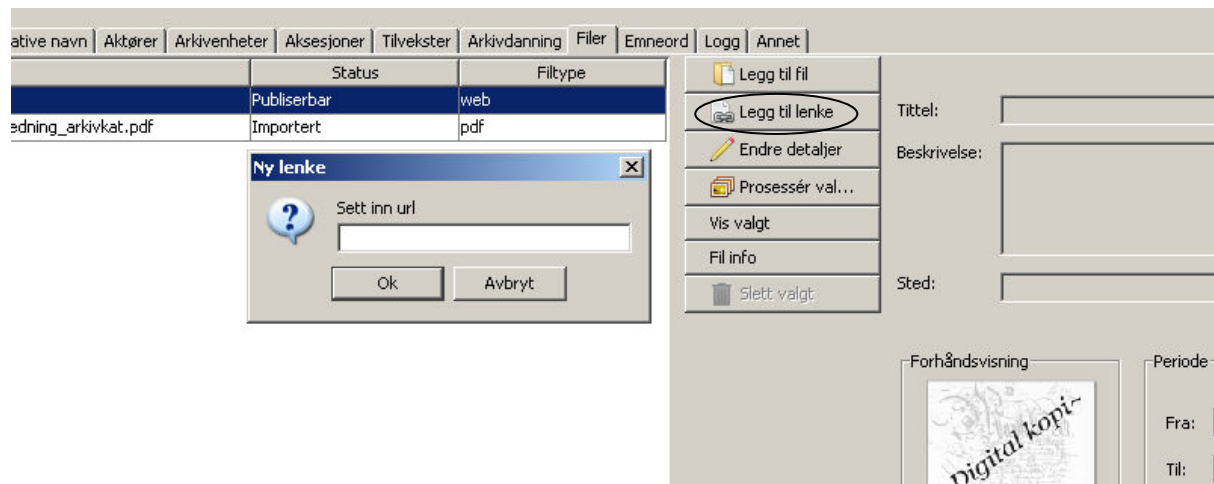 ative navn Aktører Arkivenheter Aksesjoner Tilvekster Arkivdanning Filer Emneord Logg Annet
Status Filtype
Publiserbar web
edning_arkivkat.pdf Importert pdf
Ny lenke
Sett inn url
Ok Avbryt
Legg til fil
Legg til lenke
Endre detaljer
Prosessér val...
Vis valgt
Fil info
Slett valgt
Tittel:
Beskrivelse:
Sted:
Forhåndsvisning
Digital kopi-
Periode
Fra:
Til: